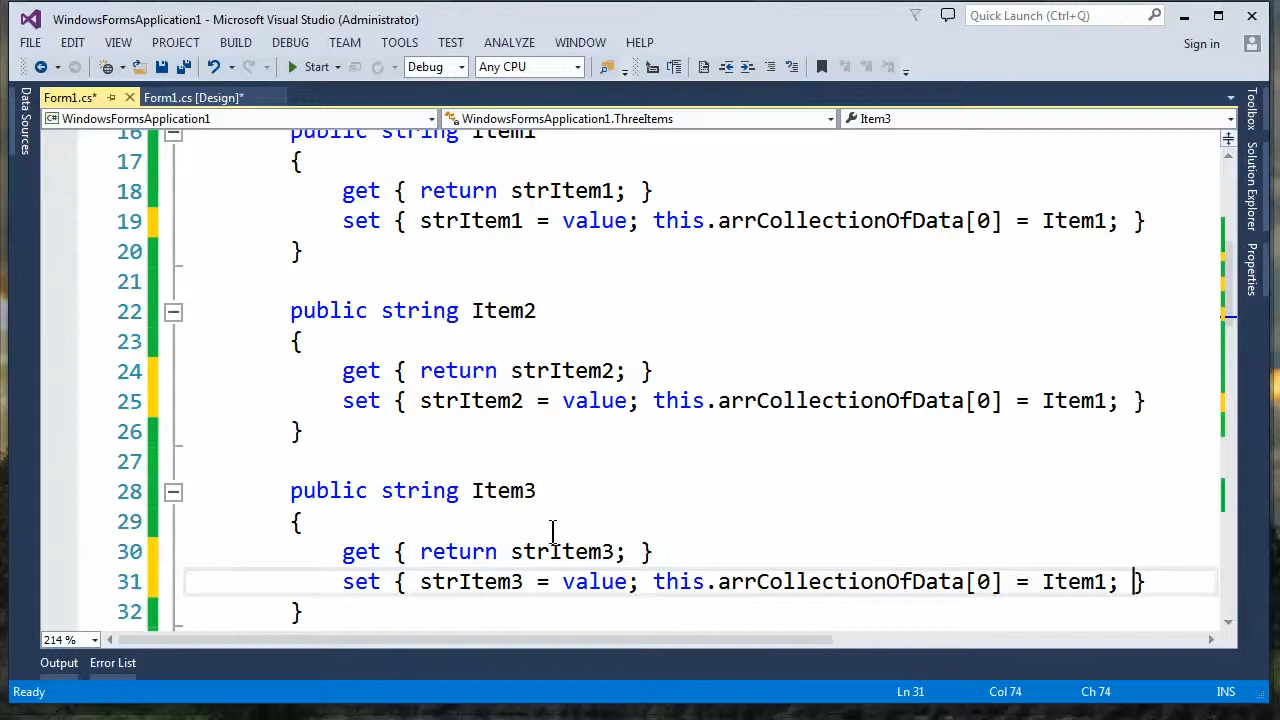 WindowsFormsApplication1 - Microsoft Visual Studio (Administrator)
Quick Launch (Ctrl+Q)
FILE EDIT VIEW PROJECT BUILD DEBUG TEAM TOOLS TEST ANALYZE WINDOW HELP
Sign in
Start Debug Any CPU
Form1.cs* Form1.cs [Design]*
WindowsFormsApplication1 WindowsFormsApplication1.ThreeItems Item3
Data Sources
Toolbox
Solution Explorer
Properties
16 public string Item1
17 {
18 get { return strItem1; }
19 set { strItem1 = value; this.arrCollectionOfData[0] = Item1; }
20 }
21
22 public string Item2
23 {
24 get { return strItem2; }
25 set { strItem2 = value; this.arrCollectionOfData[0] = Item1; }
26 }
27
28 public string Item3
29 {
30 get { return strItem3; }
31 set { strItem3 = value; this.arrCollectionOfData[0] = Item1; }
32 }
214 %
Output Error List
Ready Ln 31 Col 74 Ch 74 INS